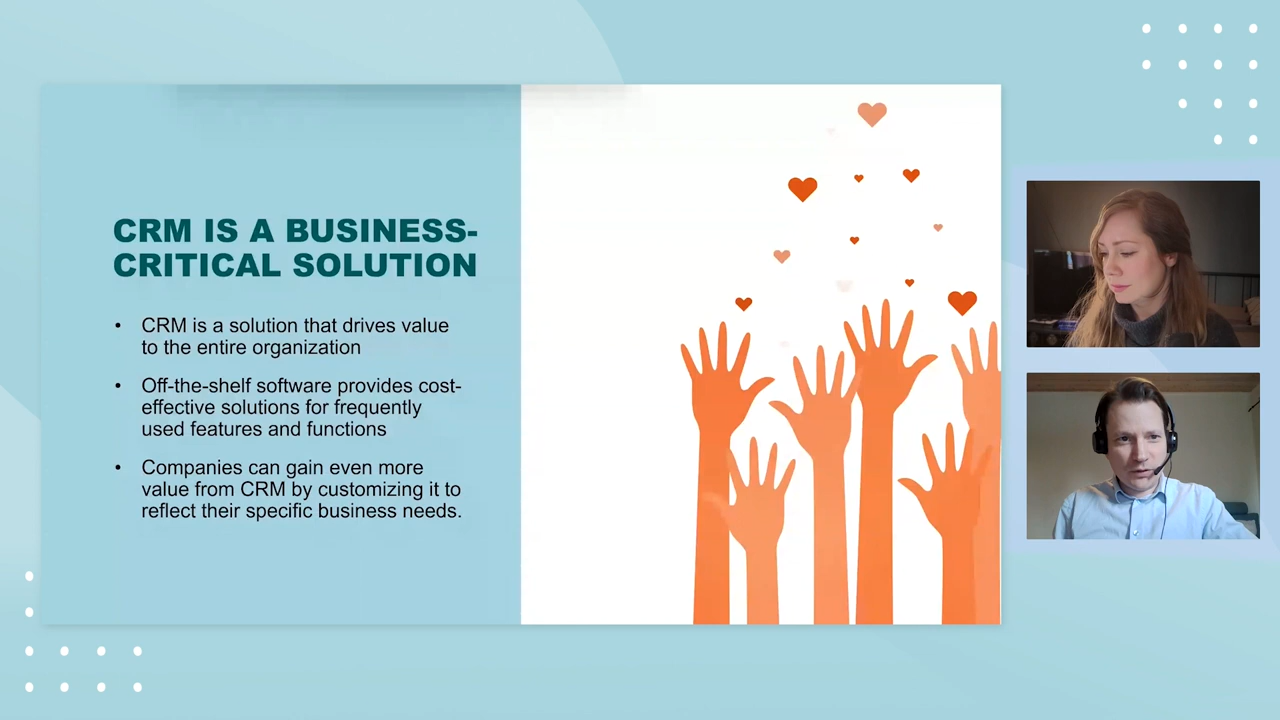 CRM IS A BUSINESS-
CRITICAL SOLUTION
• CRM is a solution that drives value
to the entire organization
• Off-the-shelf software provides cost-
effective solutions for frequently
used features and functions
• Companies can gain even more
value from CRM by customizing it to
reflect their specific business needs.